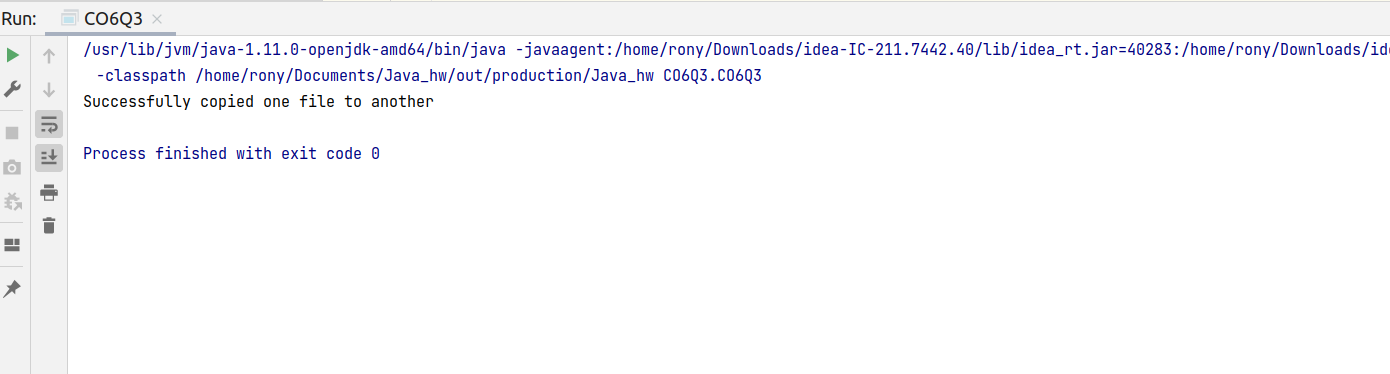 Run: CO6Q3
/usr/lib/jvm/java-1.11.0-openjdk-amd64/bin/java -javaagent:/home/rony/Downloads/idea-IC-211.7442.40/lib/idea_rt.jar=40283:/home/rony/Downloads/ide
-classpath /home/rony/Documents/Java_hw/out/production/Java_hw CO6Q3.CO6Q3
Successfully copied one file to another
Process finished with exit code 0